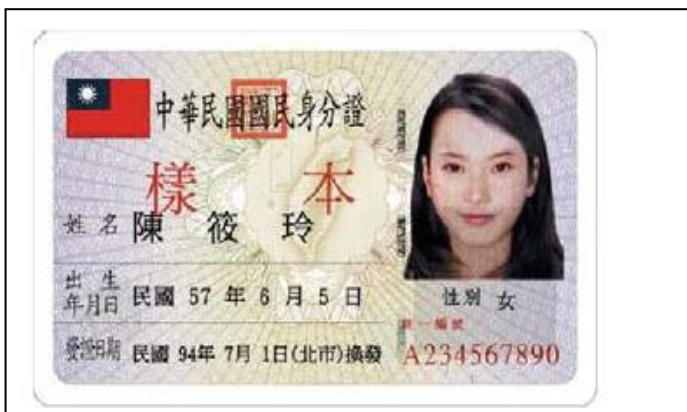 中華民國國民身分證
樣本
姓名 陳筱玲
出生年月日 民國 57 年 6 月 5 日
性別 女
統一編號
發證日期 民國 94年 7月 1日(北市)換發
A234567890